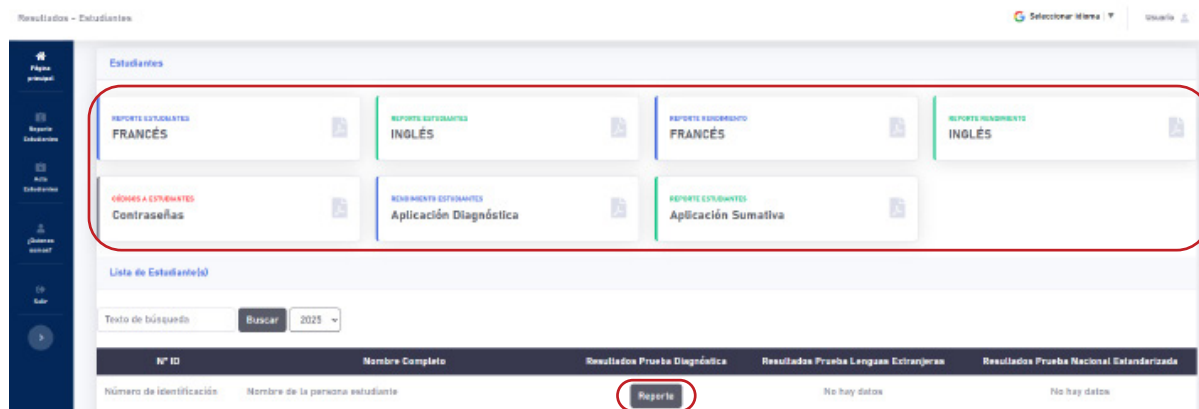 Resultados - Estudiantes
Seleccionar idioma | ▼
Usuario
Página principal
Reporte Estudiantes
Acta Estudiantes
¿Quienes somos?
Salir
Estudiantes
REPORTE ESTUDIANTES
FRANCÉS
REPORTE ESTUDIANTES
INGLÉS
REPORTE RENDIMIENTO
FRANCÉS
REPORTE RENDIMIENTO
INGLÉS
CÓDIGOS A ESTUDIANTES
Contraseñas
RENDIMIENTO ESTUDIANTES
Aplicación Diagnóstica
REPORTE ESTUDIANTES
Aplicación Sumativa
Lista de Estudiante(s)
Texto de búsqueda
Buscar
2025
N° ID
Nombre Completo
Resultados Prueba Diagnóstica
Resultados Prueba Lenguas Extranjeras
Resultados Prueba Nacional Estandarizada
Número de identificación
Nombre de la persona estudiante
Reporte
No hay datos
No hay datos